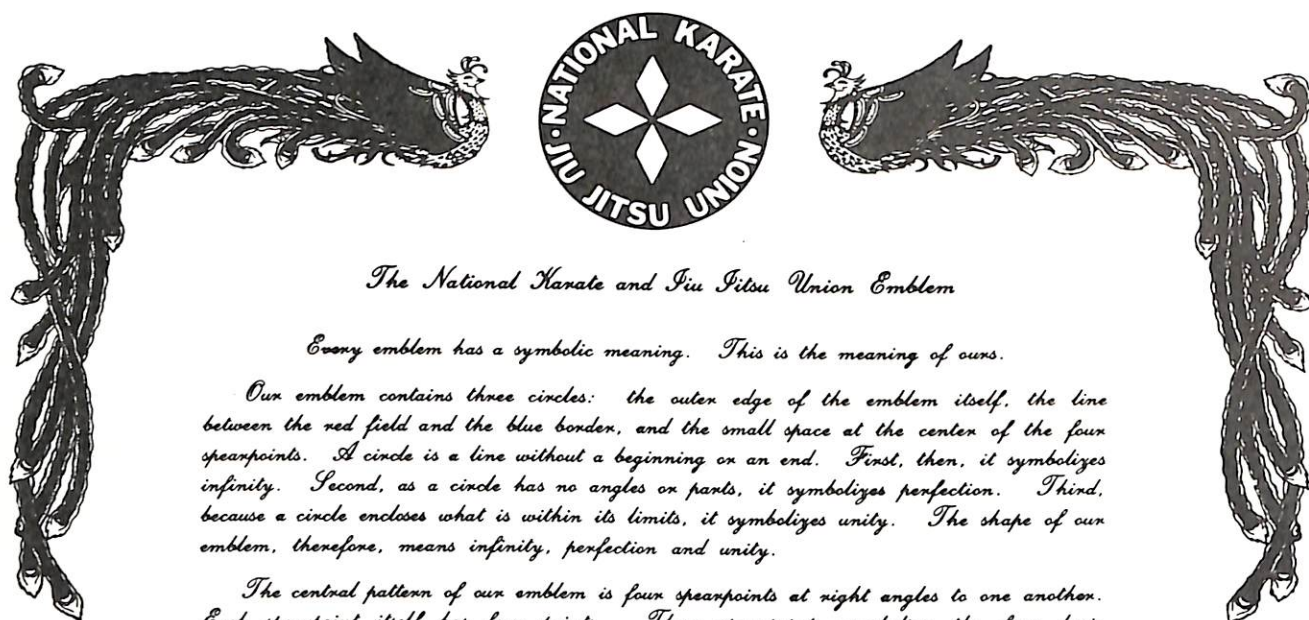 NATIONAL KARATE
· JIU JITSU UNION ·
The National Karate and Jiu Jitsu Union Emblem
Every emblem has a symbolic meaning. This is the meaning of ours.
Our emblem contains three circles: the outer edge of the emblem itself, the line
between the red field and the blue border, and the small space at the center of the four
spearpoints. A circle is a line without a beginning or an end. First, then, it symbolizes
infinity. Second, as a circle has no angles or parts, it symbolizes perfection. Third,
because a circle encloses what is within its limits, it symbolizes unity. The shape of our
emblem, therefore, means infinity, perfection and unity.
The central pattern of our emblem is four spearpoints at right angles to one another.
Each spearpoint itself has four points.